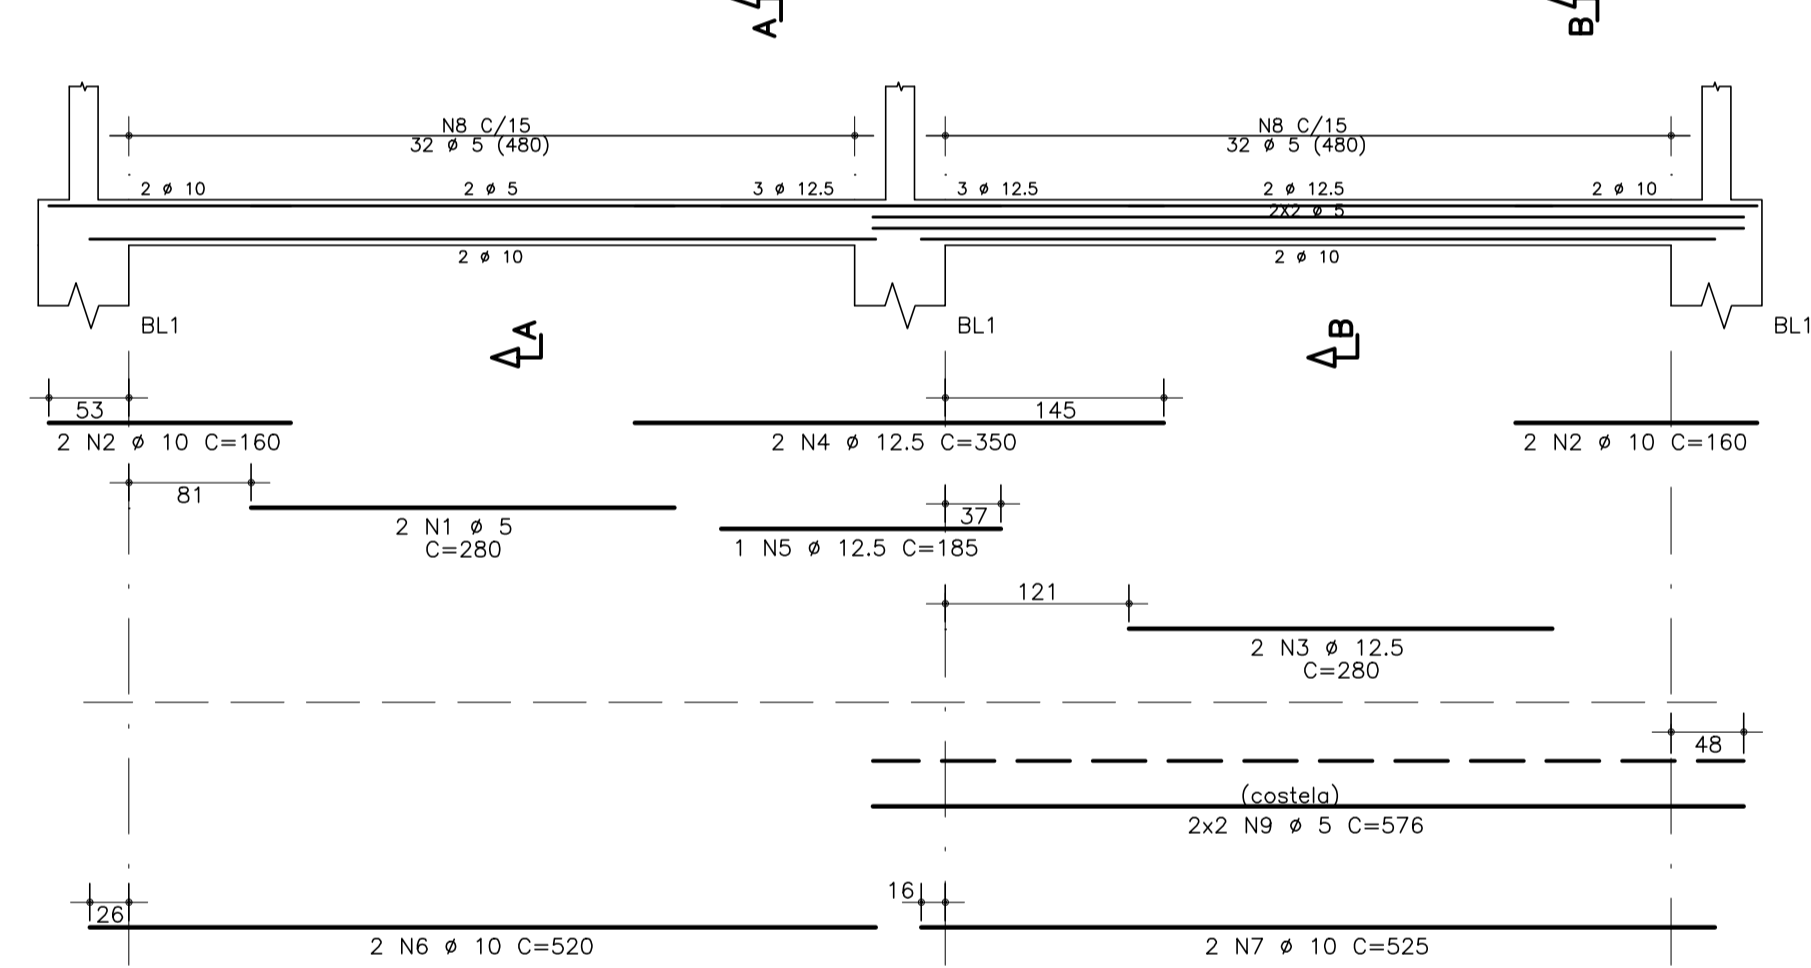 A
B
N8 C/15
32 ø 5 (480)
N8 C/15
32 ø 5 (480)
2 ø 10
2 ø 5
3 ø 12.5
3 ø 12.5
2 ø 12.5
2 ø 10
2X2 ø 5
2 ø 10
2 ø 10
BL1
BL1
BL1
A
B
53
145
2 N2 ø 10 C=160
2 N4 ø 12.5 C=350
2 N2 ø 10 C=160
81
2 N1 ø 5
C=280
37
1 N5 ø 12.5 C=185
121
2 N3 ø 12.5
C=280
48
(costela)
2x2 N9 ø 5 C=576
26
16
2 N6 ø 10 C=520
2 N7 ø 10 C=525